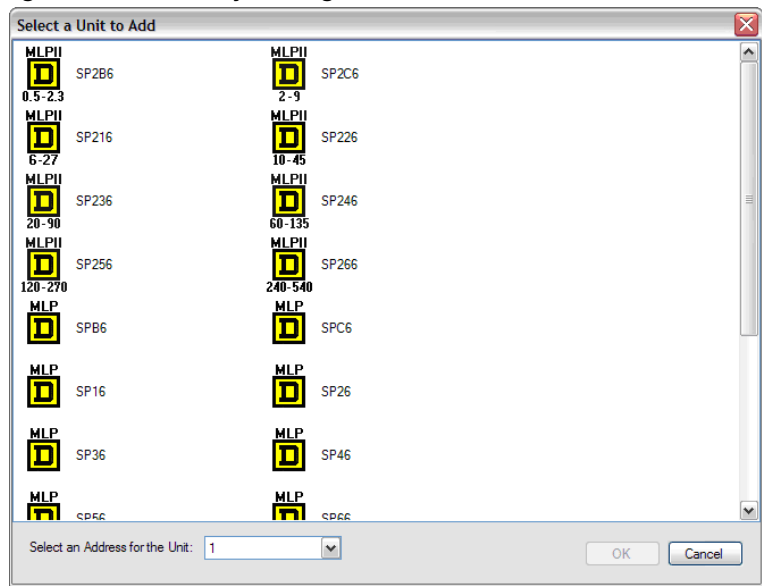 Select a Unit to Add
MLPII
D SP2B6
0.5-2.3
MLPII
D SP2C6
2-9
MLPII
D SP216
6-27
MLPII
D SP226
10-45
MLPII
D SP236
20-90
MLPII
D SP246
60-135
MLPII
D SP256
120-270
MLPII
D SP266
240-540
MLP
D SPB6
MLP
D SPC6
MLP
D SP16
MLP
D SP26
MLP
D SP36
MLP
D SP46
MLP
D SP56
MLP
D SP66
Select an Address for the Unit: 1
OK Cancel